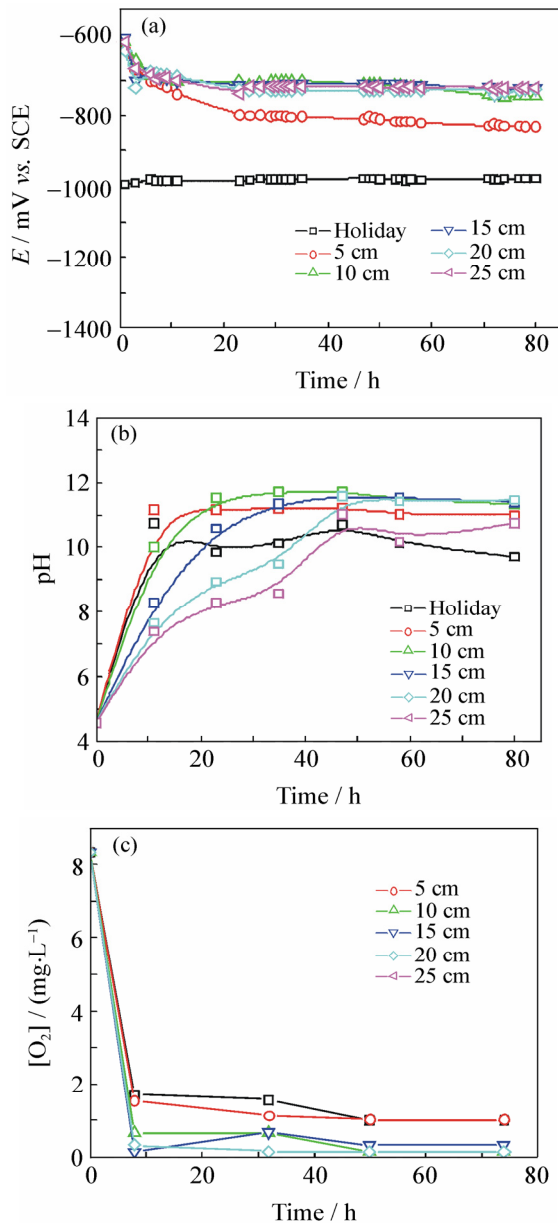 (a)
−600
−800
−1000
−1200
−1400
E / mV vs. SCE
Holiday
5 cm
10 cm
15 cm
20 cm
25 cm
0 20 40 60 80
Time / h
(b)
14
12
10
8
6
4
pH
Holiday
5 cm
10 cm
15 cm
20 cm
25 cm
0 20 40 60 80
Time / h
(c)
8
6
4
2
0
[O₂] / (mg·L⁻¹)
5 cm
10 cm
15 cm
20 cm
25 cm
0 20 40 60 80
Time / h